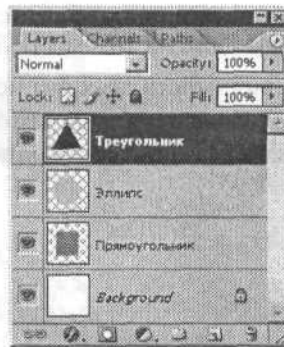 Layers Channels Paths
Normal Opacity: 100%
Lock: Fill: 100%
Треугольник
Эллипс
Прямоугольник
Background